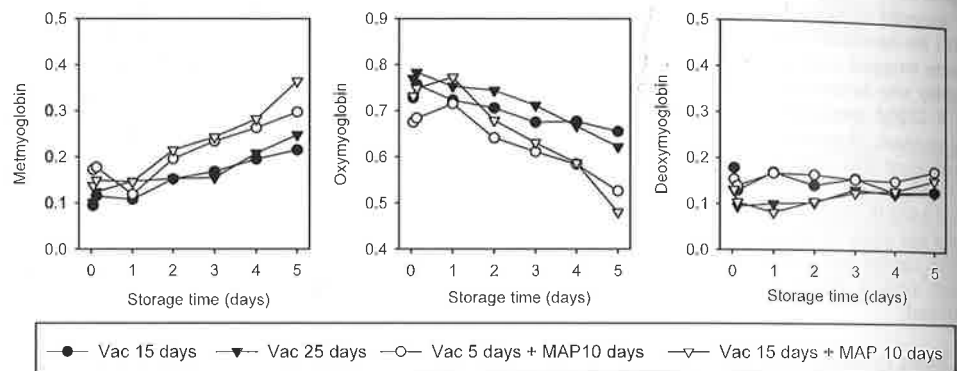 0,5 0,9 0,5
0,4 0,8 0,4
0,3 0,7 0,3
0,2 0,6 0,2
0,1 0,5 0,1
0,0 0,4 0,0
Metmyoglobin
Oxymyoglobin
Deoxymyoglobin
0 1 2 3 4 5 0 1 2 3 4 5 0 1 2 3 4 5
Storage time (days) Storage time (days) Storage time (days)
Vac 15 days Vac 25 days Vac 5 days + MAP10 days Vac 15 days + MAP 10 days